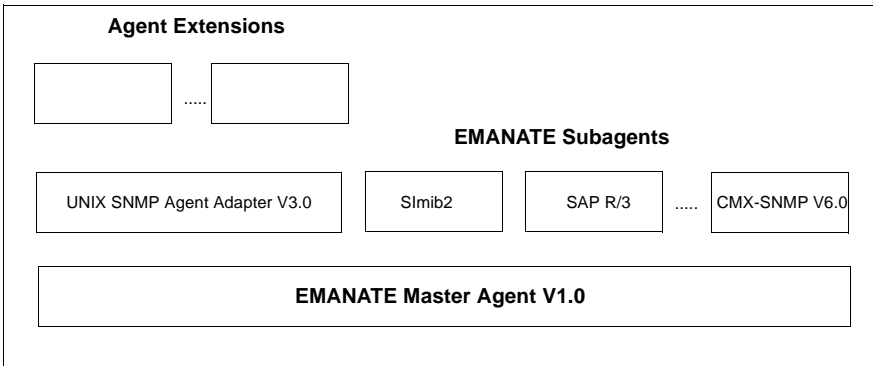 Agent Extensions
.....
EMANATE Subagents
UNIX SNMP Agent Adapter V3.0
SImib2
SAP R/3
.....
CMX-SNMP V6.0
EMANATE Master Agent V1.0